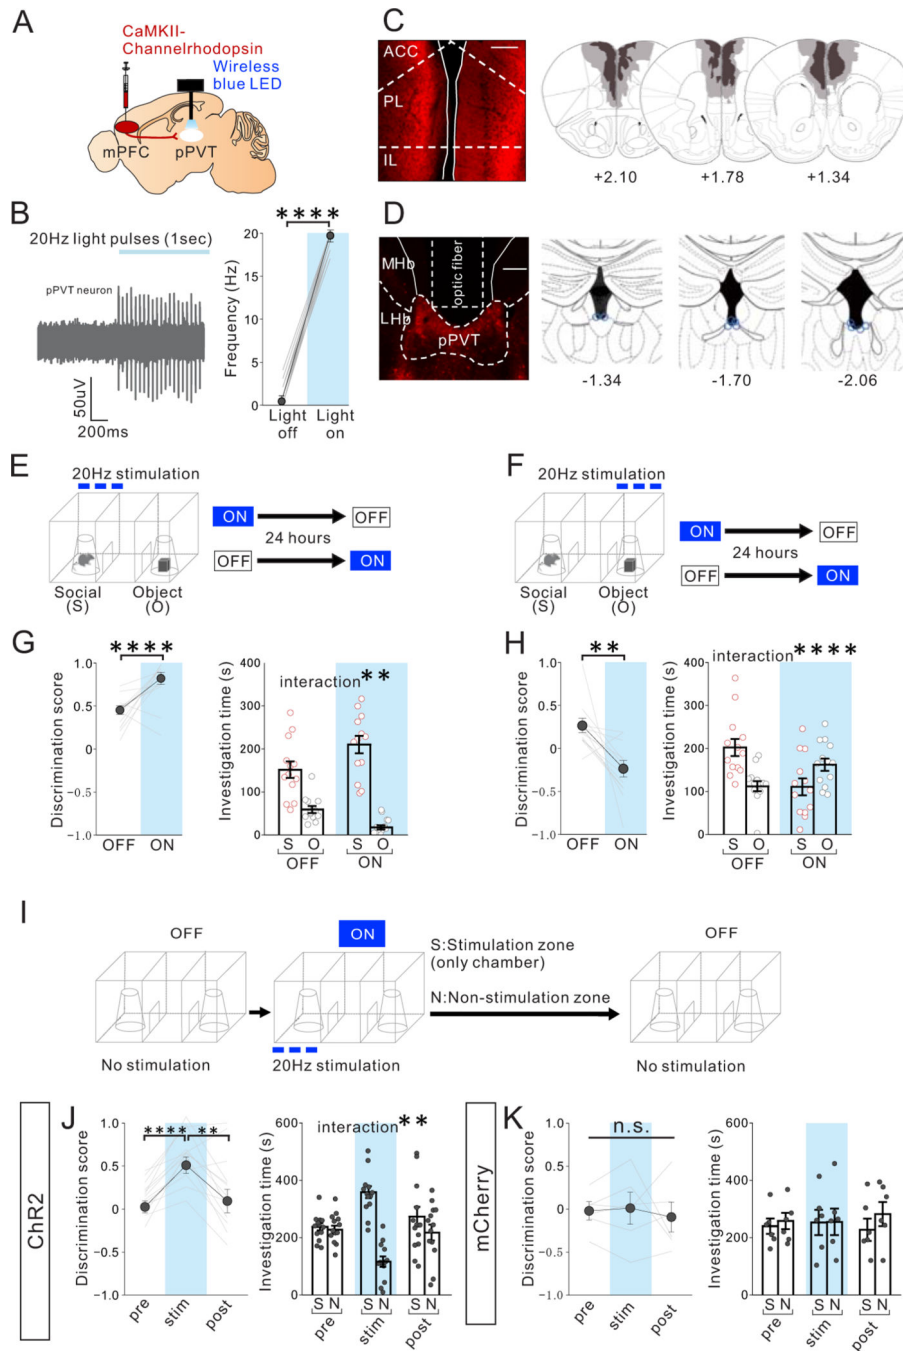 A
CaMKII-
Channelrhodopsin
Wireless
blue LED
mPFC
pPVT
B
20Hz light pulses (1sec)
pPVT neuron
50uV
200ms
****
Frequency (Hz)
20
15
10
5
0
Light off
Light on
C
ACC
PL
IL
+2.10
+1.78
+1.34
D
MHb
LHb
optic fiber
pPVT
-1.34
-1.70
-2.06
E
20Hz stimulation
ON
OFF
24 hours
OFF
ON
Social
(S)
Object
(O)
F
20Hz stimulation
ON
OFF
24 hours
OFF
ON
Social
(S)
Object
(O)
G
****
Discrimination score
1.0
0.5
0
−0.5
−1.0
OFF
ON
Investigation time (s)
400
300
200
100
0
interaction**
S O S O
OFF ON
H
**
Discrimination score
1.0
0.5
0
−0.5
−1.0
OFF
ON
Investigation time (s)
400
300
200
100
0
interaction****
S O S O
OFF ON
I
OFF
ON
OFF
S:Stimulation zone
(only chamber)
N:Non-stimulation zone
No stimulation
20Hz stimulation
No stimulation
ChR2
J
**** **
Discrimination score
1.0
0.5
0
−0.5
−1.0
pre
stim
post
Investigation time (s)
600
400
200
0
interaction**
S N S N S N
pre stim post
mCherry
K
n.s.
Discrimination score
1.0
0.5
0
−0.5
−1.0
pre
stim
post
Investigation time (s)
600
400
200
0
S N S N S N
pre stim post